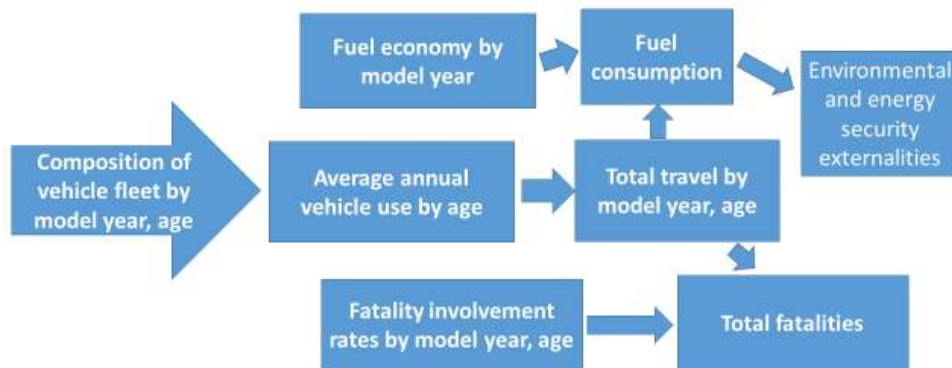 Fuel economy by
model year
Fuel
consumption
Environmental
and energy
security
externalities
Composition of
vehicle fleet by
model year, age
Average annual
vehicle use by age
Total travel by
model year, age
Fatality involvement
rates by model year, age
Total fatalities